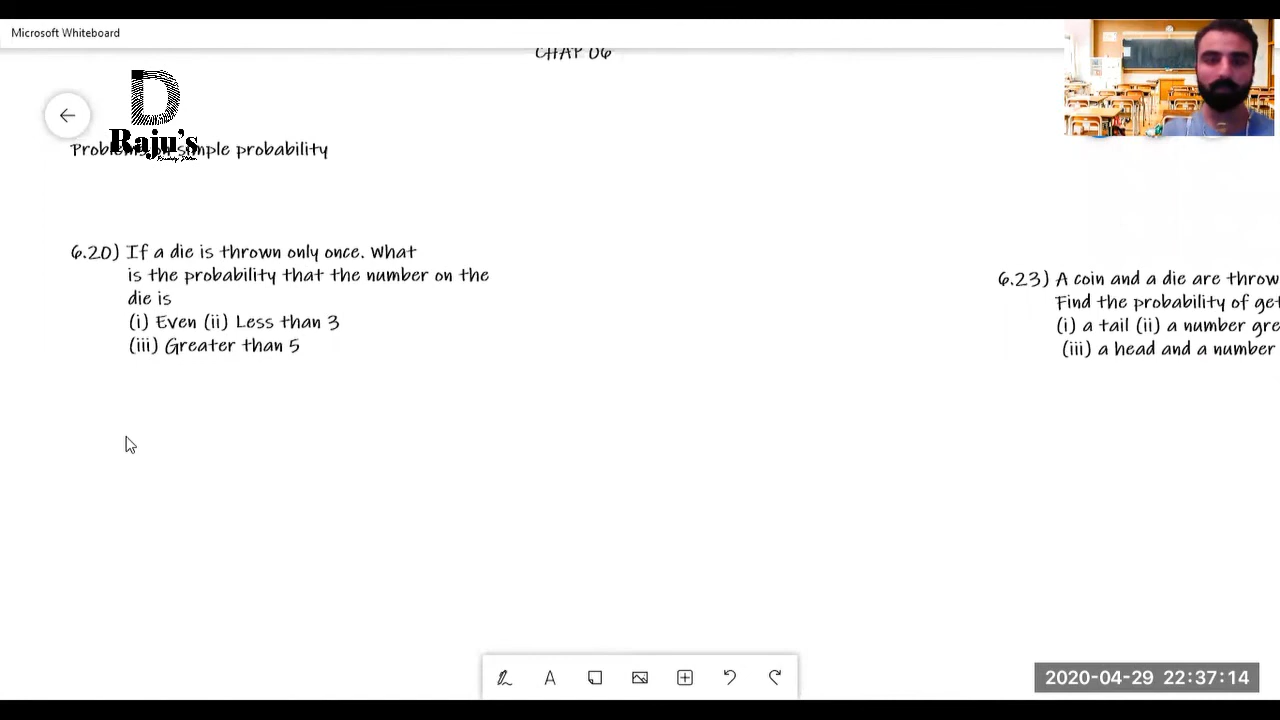 Microsoft Whiteboard
CHAP 06
D
Raju's
simple probability
6.20) If a die is thrown only once. What
is the probability that the number on the
die is
(i) Even (ii) Less than 3
(iii) Greater than 5
6.23) A coin and a die are throw
Find the probability of get
(i) a tail (ii) a number gre
(iii) a head and a number
2020-04-29 22:37:14